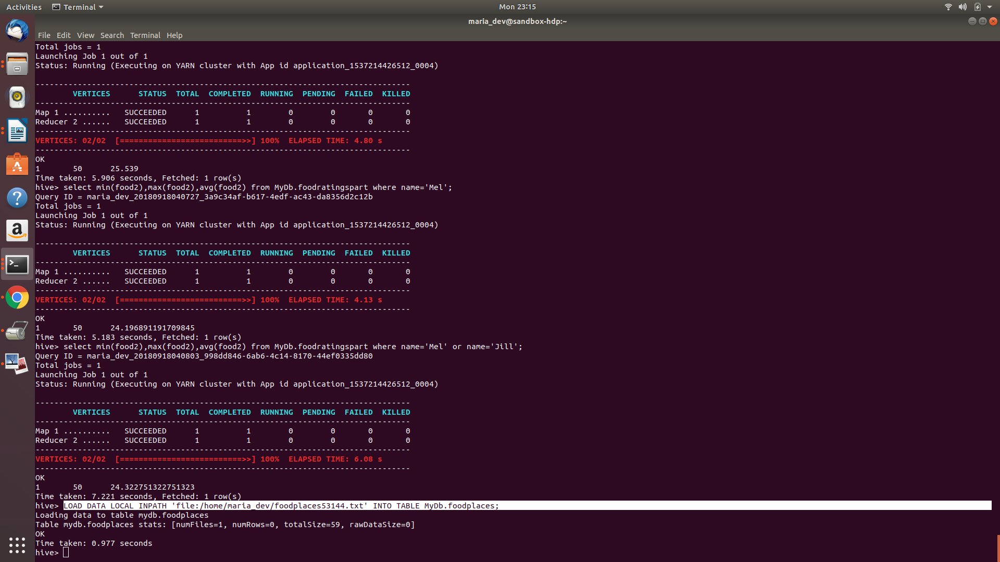 Activities Terminal Mon 23:15
maria_dev@sandbox-hdp:~
File Edit View Search Terminal Help
Total jobs = 1
Launching Job 1 out of 1
Status: Running (Executing on YARN cluster with App id application_1537214426512_0004)
--------------------------------------------------------------------------------
VERTICES STATUS TOTAL COMPLETED RUNNING PENDING FAILED KILLED
--------------------------------------------------------------------------------
Map 1 .......... SUCCEEDED 1 1 0 0 0 0
Reducer 2 ...... SUCCEEDED 1 1 0 0 0 0
--------------------------------------------------------------------------------
VERTICES: 02/02 [==========================>>] 100% ELAPSED TIME: 4.80 s
--------------------------------------------------------------------------------
OK
1 50 25.539
Time taken: 5.906 seconds, Fetched: 1 row(s)
hive> select min(food2),max(food2),avg(food2) from MyDb.foodratingspart where name='Mel';
Query ID = maria_dev_20180918040727_3a9c34af-b617-4edf-ac43-da8356d2c12b
Total jobs = 1
Launching Job 1 out of 1
Status: Running (Executing on YARN cluster with App id application_1537214426512_0004)
--------------------------------------------------------------------------------
VERTICES STATUS TOTAL COMPLETED RUNNING PENDING FAILED KILLED
--------------------------------------------------------------------------------
Map 1 .......... SUCCEEDED 1 1 0 0 0 0
Reducer 2 ...... SUCCEEDED 1 1 0 0 0 0
--------------------------------------------------------------------------------
VERTICES: 02/02 [==========================>>] 100% ELAPSED TIME: 4.13 s
--------------------------------------------------------------------------------
OK
1 50 24.196891191709845
Time taken: 5.183 seconds, Fetched: 1 row(s)
hive> select min(food2),max(food2),avg(food2) from MyDb.foodratingspart where name='Mel' or name='Jill';
Query ID = maria_dev_20180918040803_998dd846-6ab6-4c14-8170-44ef0335dd80
Total jobs = 1
Launching Job 1 out of 1
Status: Running (Executing on YARN cluster with App id application_1537214426512_0004)
--------------------------------------------------------------------------------
VERTICES STATUS TOTAL COMPLETED RUNNING PENDING FAILED KILLED
--------------------------------------------------------------------------------
Map 1 .......... SUCCEEDED 1 1 0 0 0 0
Reducer 2 ...... SUCCEEDED 1 1 0 0 0 0
--------------------------------------------------------------------------------
VERTICES: 02/02 [==========================>>] 100% ELAPSED TIME: 6.08 s
--------------------------------------------------------------------------------
OK
1 50 24.322751322751323
Time taken: 7.221 seconds, Fetched: 1 row(s)
hive> LOAD DATA LOCAL INPATH 'file:/home/maria_dev/foodplaces53144.txt' INTO TABLE MyDb.foodplaces;
Loading data to table mydb.foodplaces
Table mydb.foodplaces stats: [numFiles=1, numRows=0, totalSize=59, rawDataSize=0]
OK
Time taken: 0.977 seconds
hive>